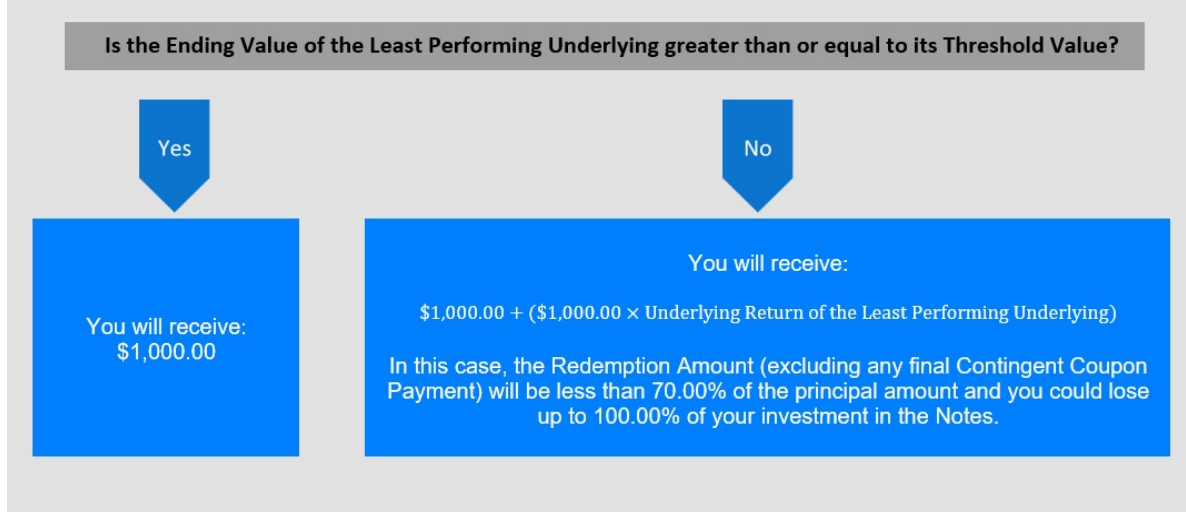 Is the Ending Value of the Least Performing Underlying greater than or equal to its Threshold Value?
Yes
No
You will receive:
$1,000.00
You will receive:
$1,000.00 + ($1,000.00 × Underlying Return of the Least Performing Underlying)
In this case, the Redemption Amount (excluding any final Contingent Coupon
Payment) will be less than 70.00% of the principal amount and you could lose
up to 100.00% of your investment in the Notes.